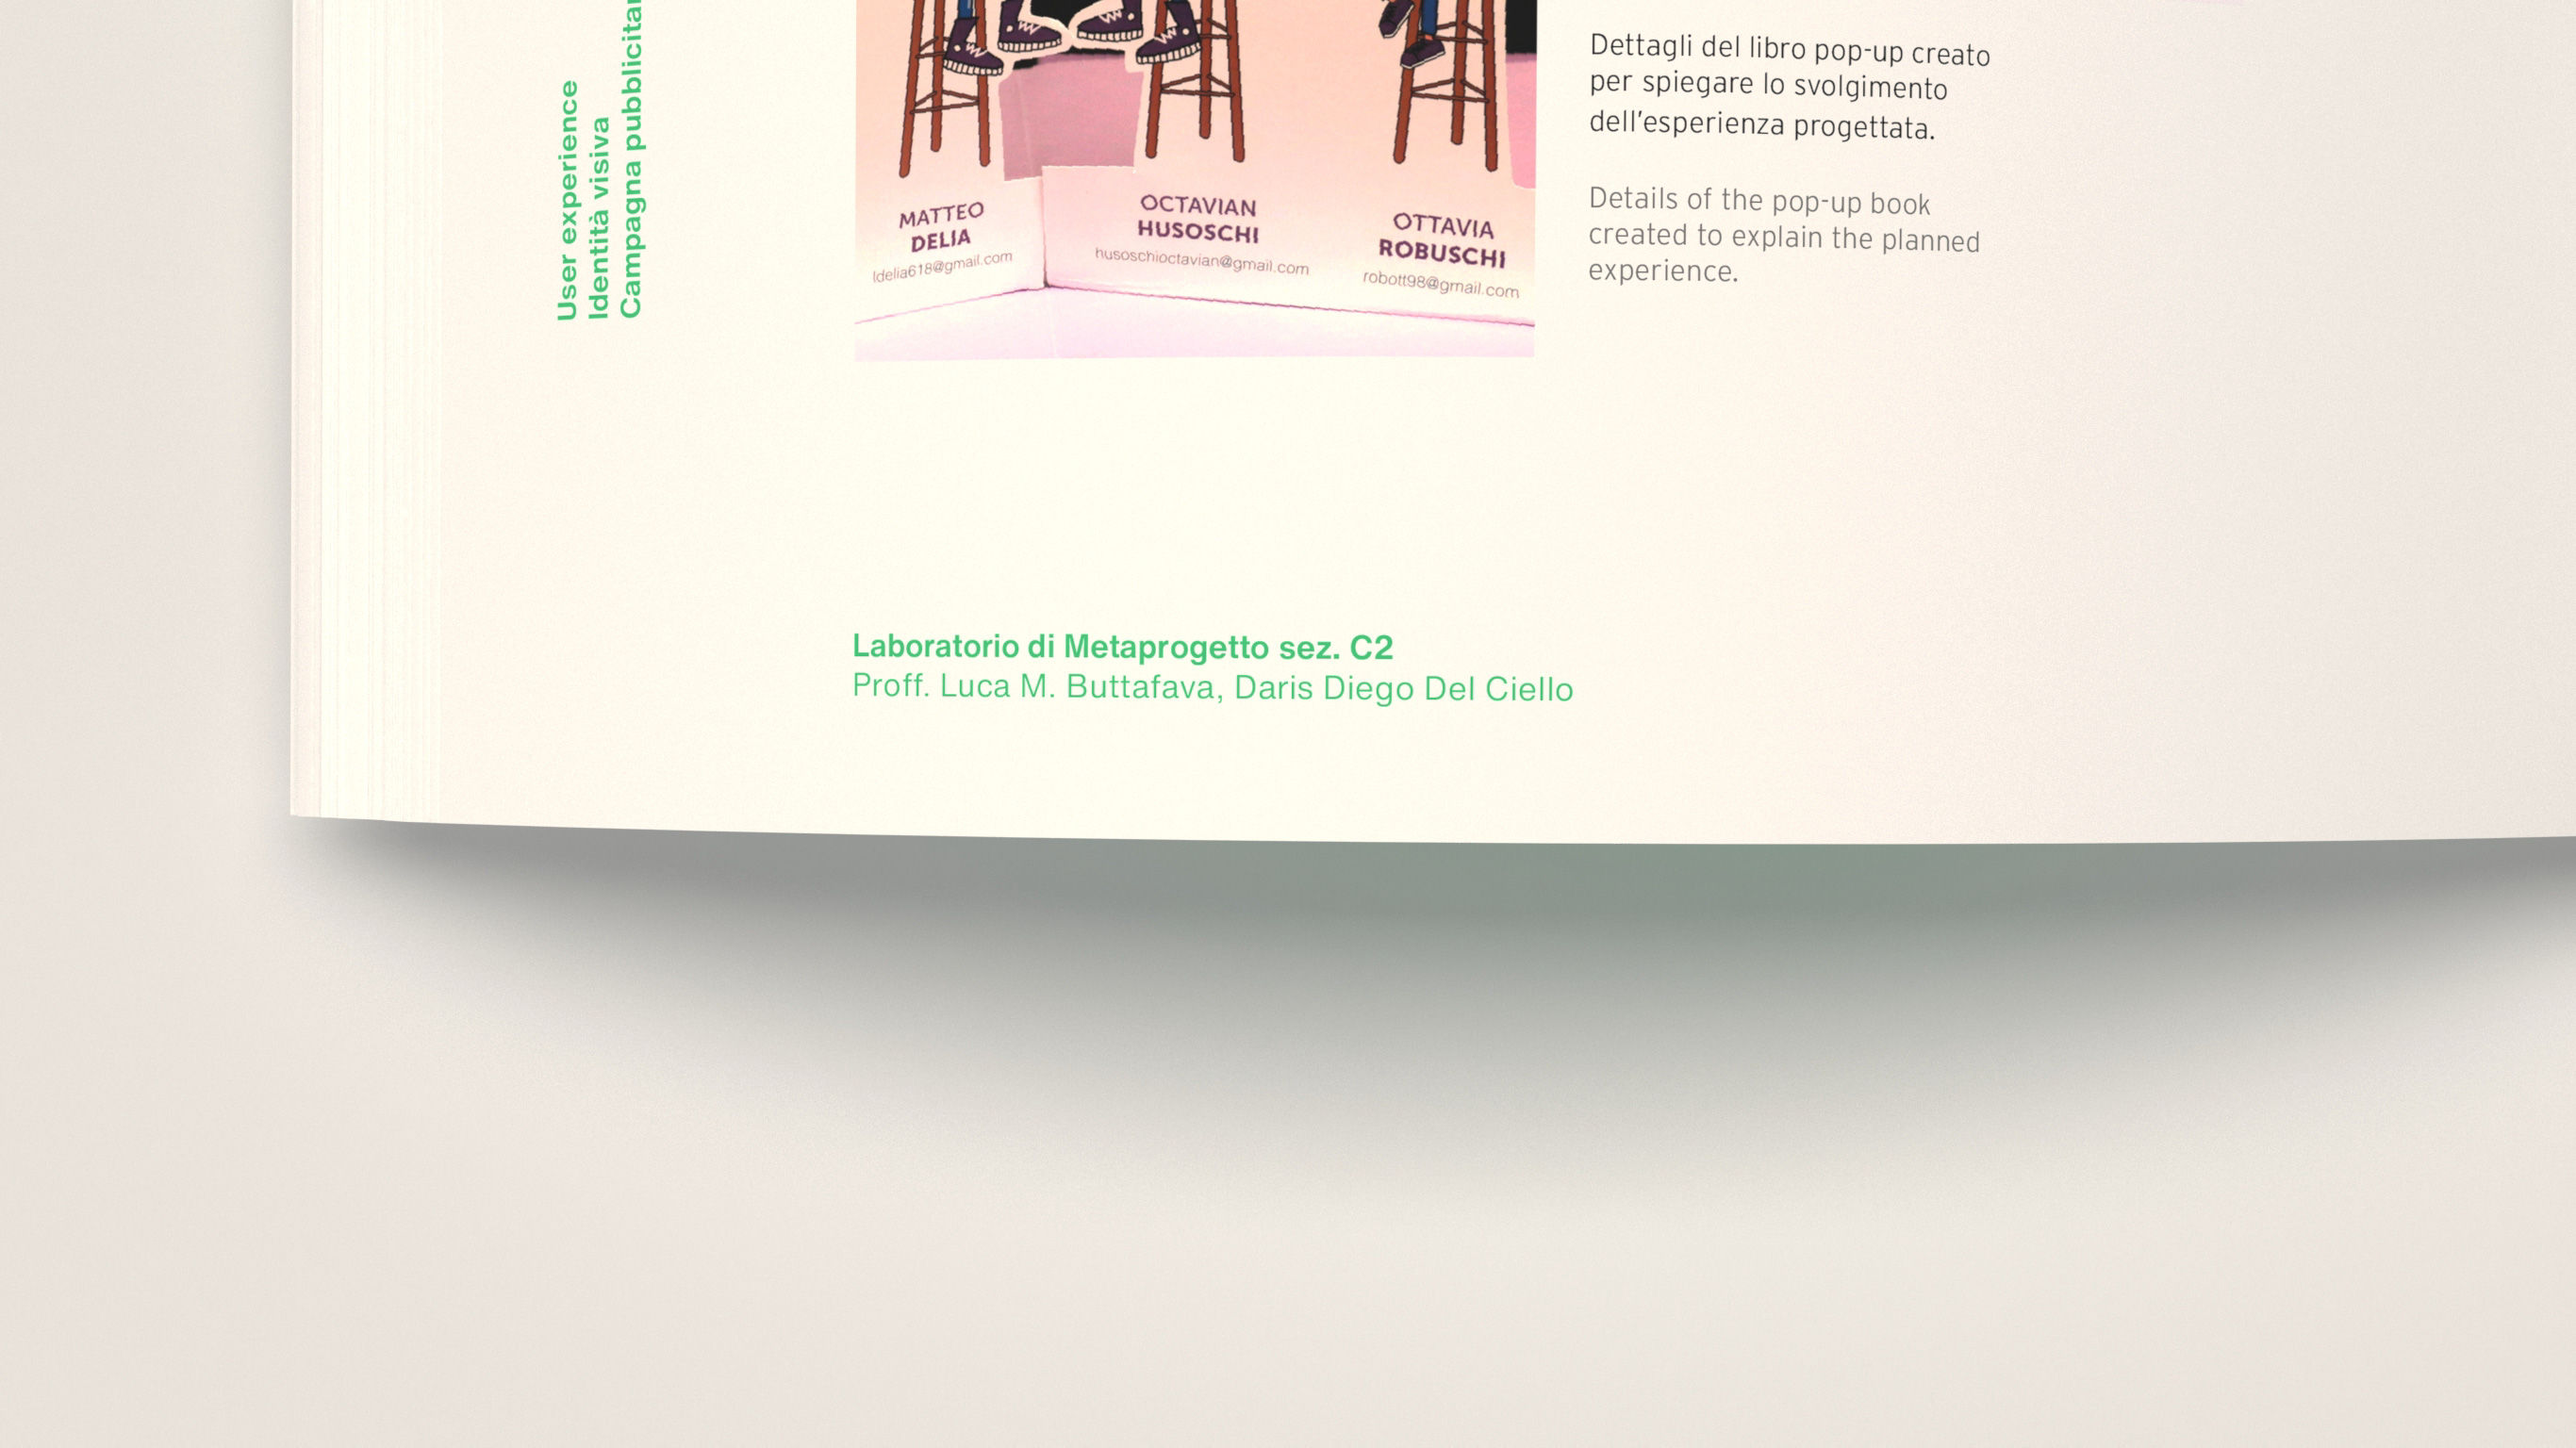 User experience
Identità visiva
Campagna pubblicitar
MATTEO
DELIA
ldelia618@gmail.com
OCTAVIAN
HUSOSCHI
husoschioctavian@gmail.com
OTTAVIA
ROBUSCHI
robott98@gmail.com
Dettagli del libro pop-up creato
per spiegare lo svolgimento
dell'esperienza progettata.
Details of the pop-up book
created to explain the planned
experience.
Laboratorio di Metaprogetto sez. C2
Proff. Luca M. Buttafava, Daris Diego Del Ciello